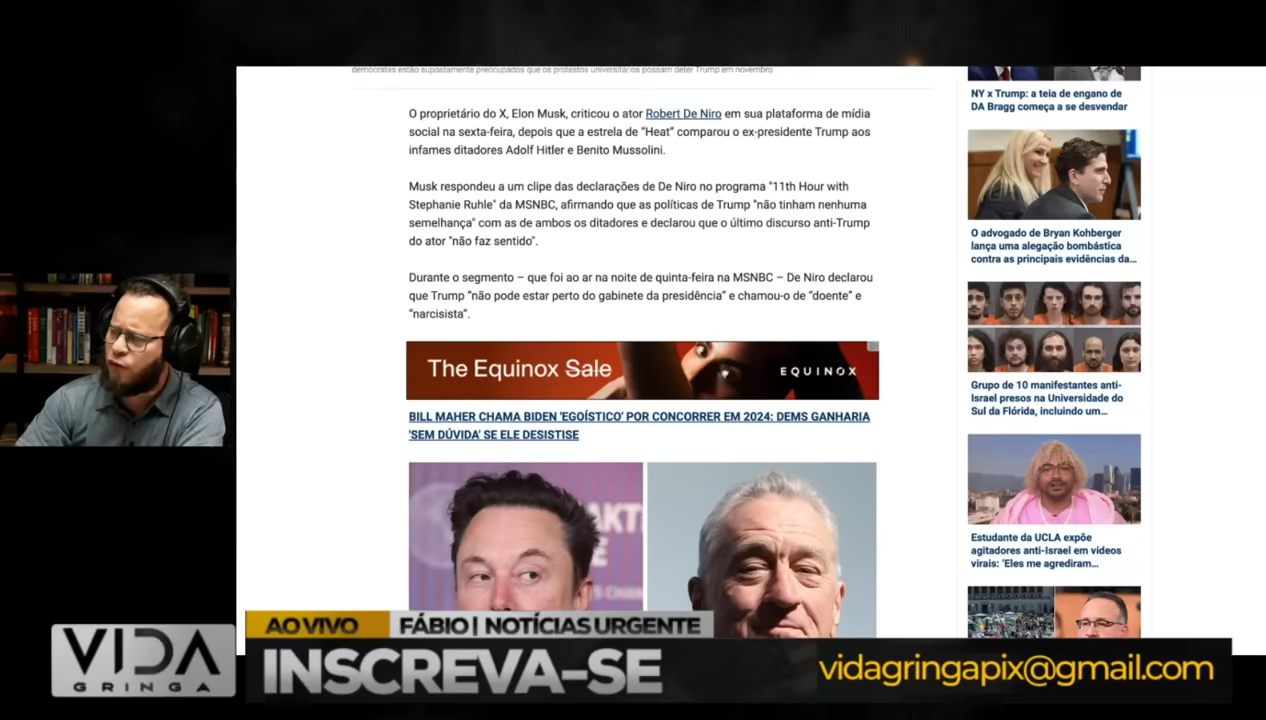 democratas estão supostamente preocupados que os protestos universitários possam deter Trump em novembro
O proprietário do X, Elon Musk, criticou o ator Robert De Niro em sua plataforma de mídia
social na sexta-feira, depois que a estrela de “Heat” comparou o ex-presidente Trump aos
infames ditadores Adolf Hitler e Benito Mussolini.
Musk respondeu a um clipe das declarações de De Niro no programa "11th Hour with
Stephanie Ruhle" da MSNBC, afirmando que as políticas de Trump "não tinham nenhuma
semelhança" com as de ambos os ditadores e declarou que o último discurso anti-Trump
do ator "não faz sentido".
Durante o segmento – que foi ao ar na noite de quinta-feira na MSNBC – De Niro declarou
que Trump “não pode estar perto do gabinete da presidência” e chamou-o de “doente” e
“narcisista”.
The Equinox Sale
EQUINOX
BILL MAHER CHAMA BIDEN 'EGOÍSTICO' POR CONCORRER EM 2024: DEMS GANHARIA
'SEM DÚVIDA' SE ELE DESISTISE
NY x Trump: a teia de engano de
DA Bragg começa a se desvendar
O advogado de Bryan Kohberger
lança uma alegação bombástica
contra as principais evidências da...
Grupo de 10 manifestantes anti-
Israel presos na Universidade do
Sul da Flórida, incluindo um...
Estudante da UCLA expõe
agitadores anti-Israel em vídeos
virais: 'Eles me agrediram...
AO VIVO
FÁBIO | NOTÍCIAS URGENTE
VIDA
GRINGA
INSCREVA-SE
vidagringapix@gmail.com